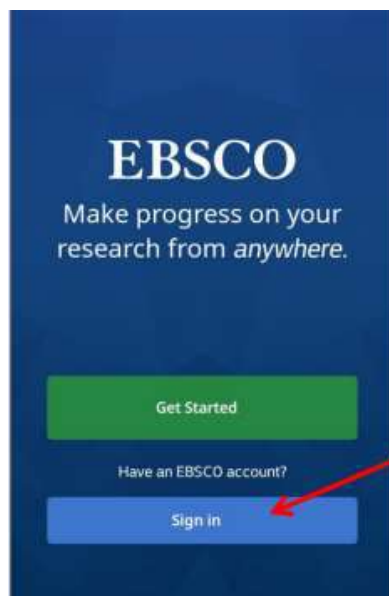 EBSCO
Make progress on your
research from anywhere.
Get Started
Have an EBSCO account?
Sign in